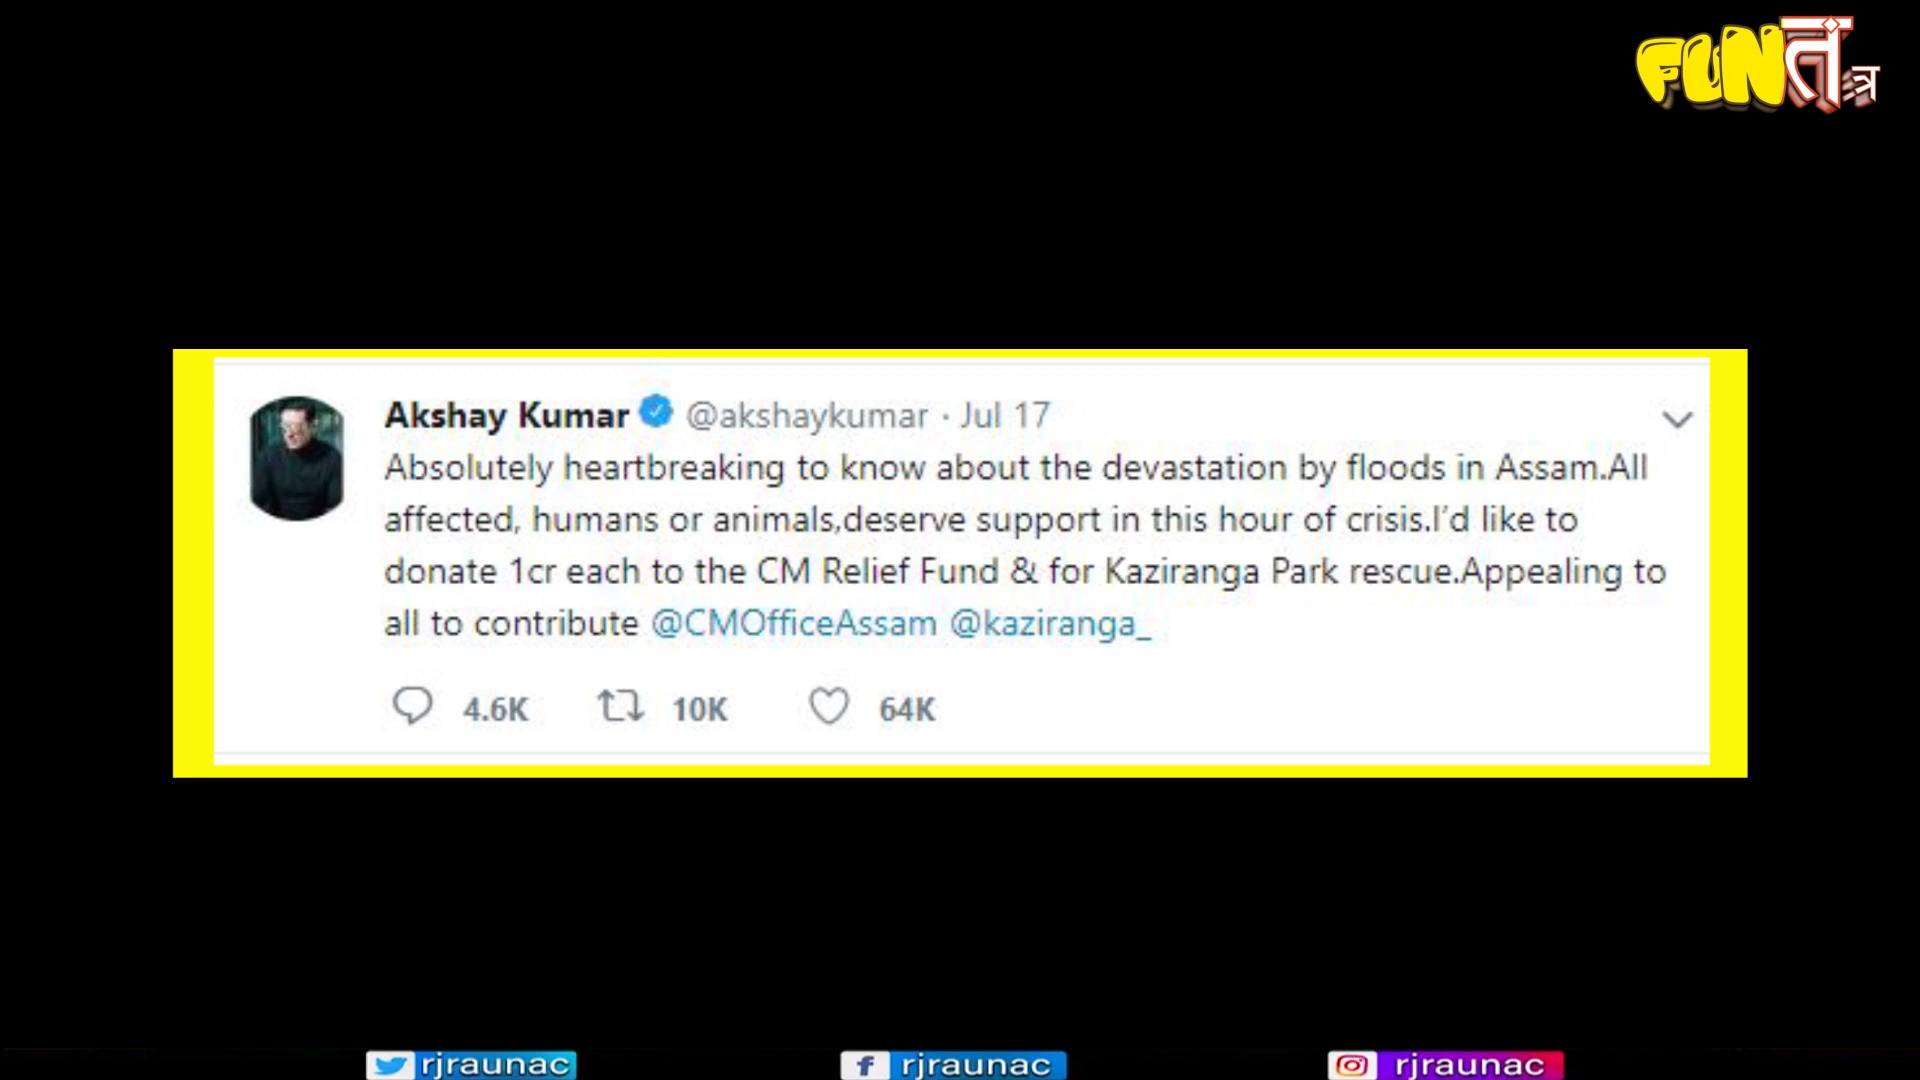 FUNतंत्र
Akshay Kumar @akshaykumar · Jul 17
Absolutely heartbreaking to know about the devastation by floods in Assam.All
affected, humans or animals,deserve support in this hour of crisis.I'd like to
donate 1cr each to the CM Relief Fund & for Kaziranga Park rescue.Appealing to
all to contribute @CMOfficeAssam @kaziranga_
4.6K 10K 64K
rjraunac rjraunac rjraunac